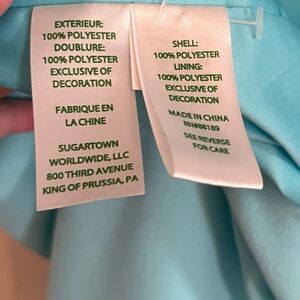 EXTERIEUR:
100% POLYESTER
DOUBLURE:
100% POLYESTER
EXCLUSIVE OF
DECORATION
FABRIQUE EN
LA CHINE
SUGARTOWN
WORLDWIDE, LLC
800 THIRD AVENUE
KING OF PRUSSIA, PA
SHELL:
100% POLYESTER
LINING:
100% POLYESTER
EXCLUSIVE OF
DECORATION
MADE IN CHINA
RN#88189
SEE REVERSE
FOR CARE